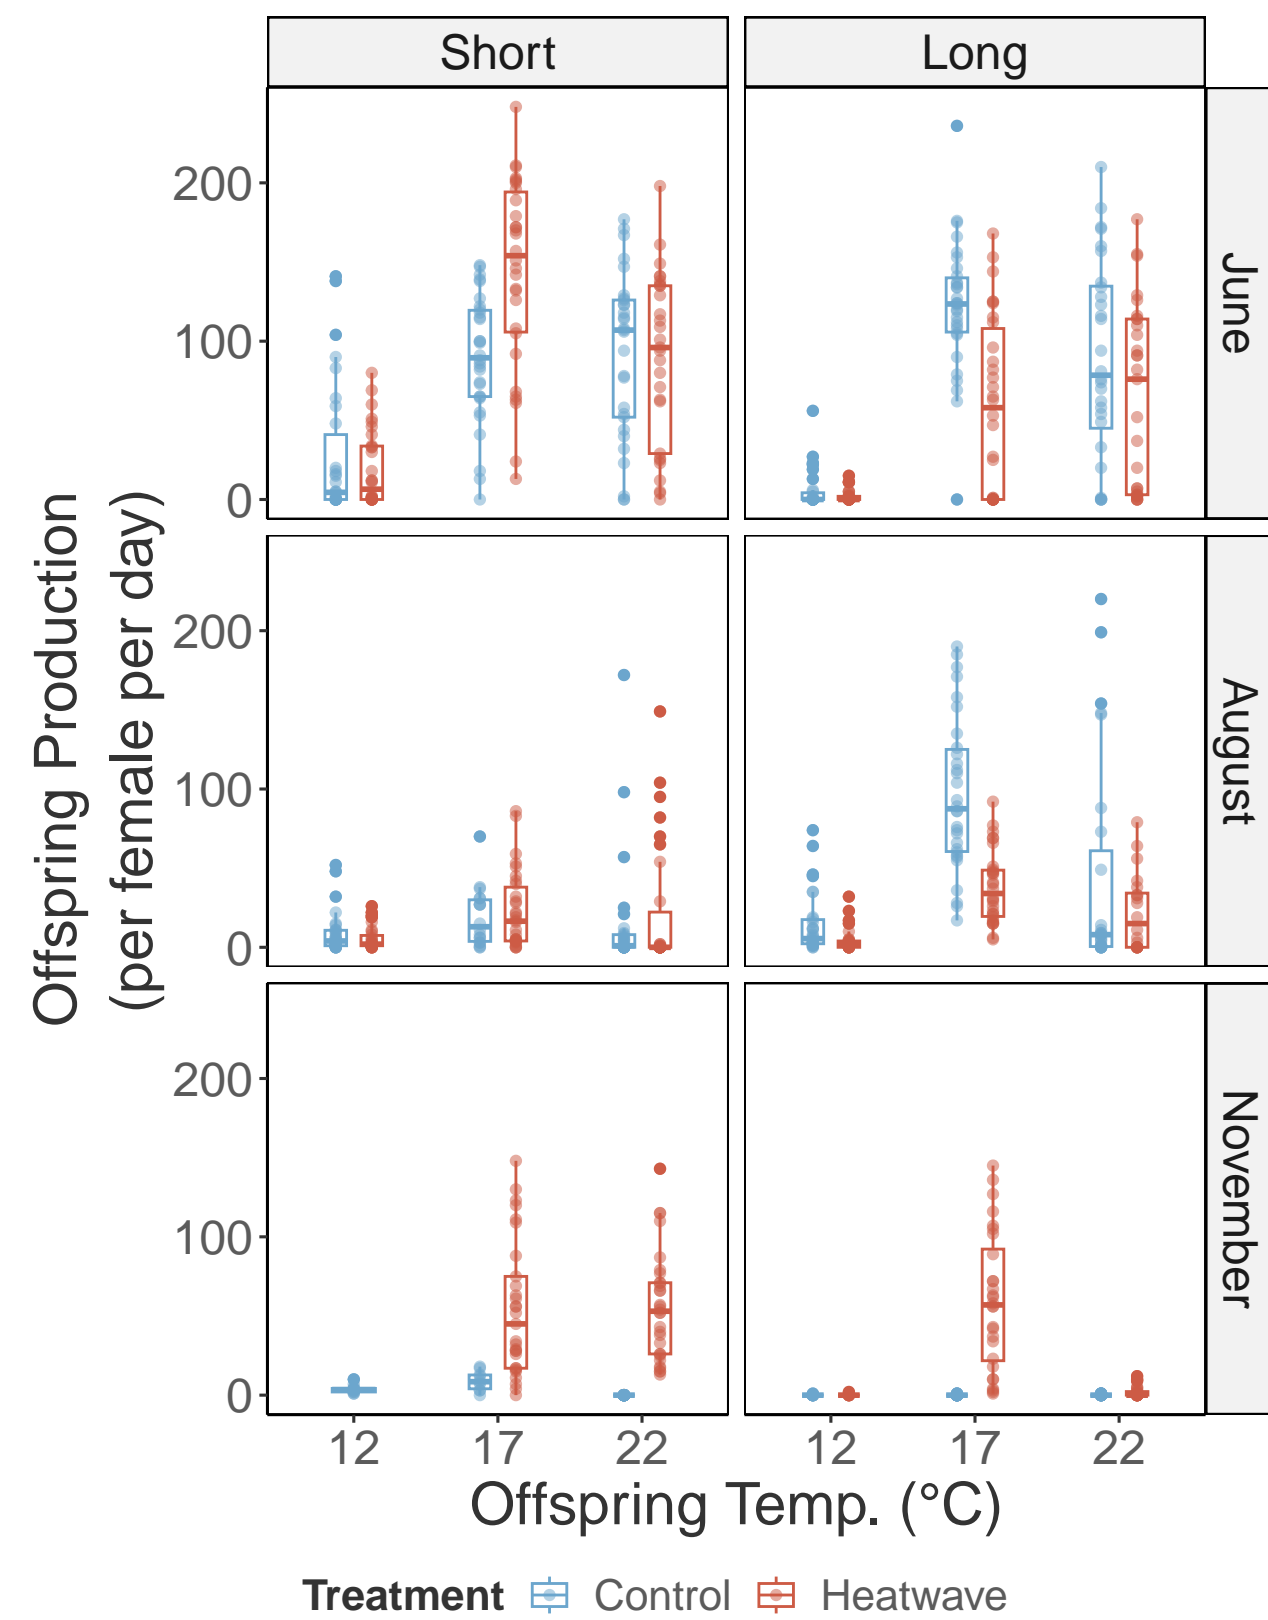 Short Long
June
200
100
0
August
200
100
0
November
200
100
0
Offspring Production
(per female per day)
12 17 22 12 17 22
Offspring Temp. (°C)
Treatment Control Heatwave